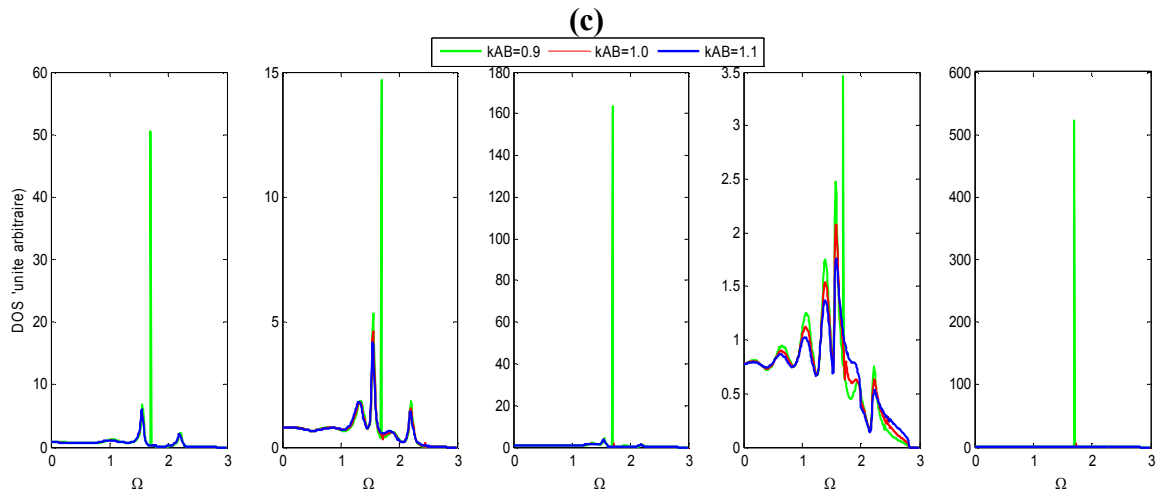 (c)
kAB=0.9 kAB=1.0 kAB=1.1
DOS 'unite arbitraire)
60
50
40
30
20
10
0
0 1 2 3
Ω
15
10
5
0
0 1 2 3
Ω
180
160
140
120
100
80
60
40
20
0
0 1 2 3
Ω
3.5
3
2.5
2
1.5
1
0.5
0
0 1 2 3
Ω
600
500
400
300
200
100
0
0 1 2 3
Ω